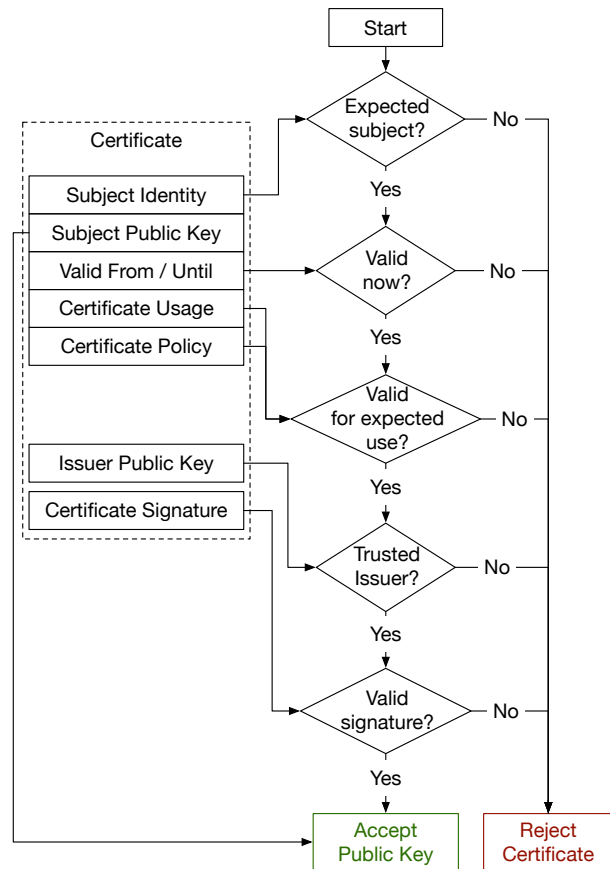 Start
Expected
subject?
No
Certificate
Yes
Subject Identity
Subject Public Key
Valid
now?
No
Valid From / Until
Certificate Usage
Yes
Certificate Policy
Valid
for expected
use?
No
Issuer Public Key
Yes
Certificate Signature
Trusted
Issuer?
No
Yes
Valid
signature?
No
Yes
Accept
Public Key
Reject
Certificate